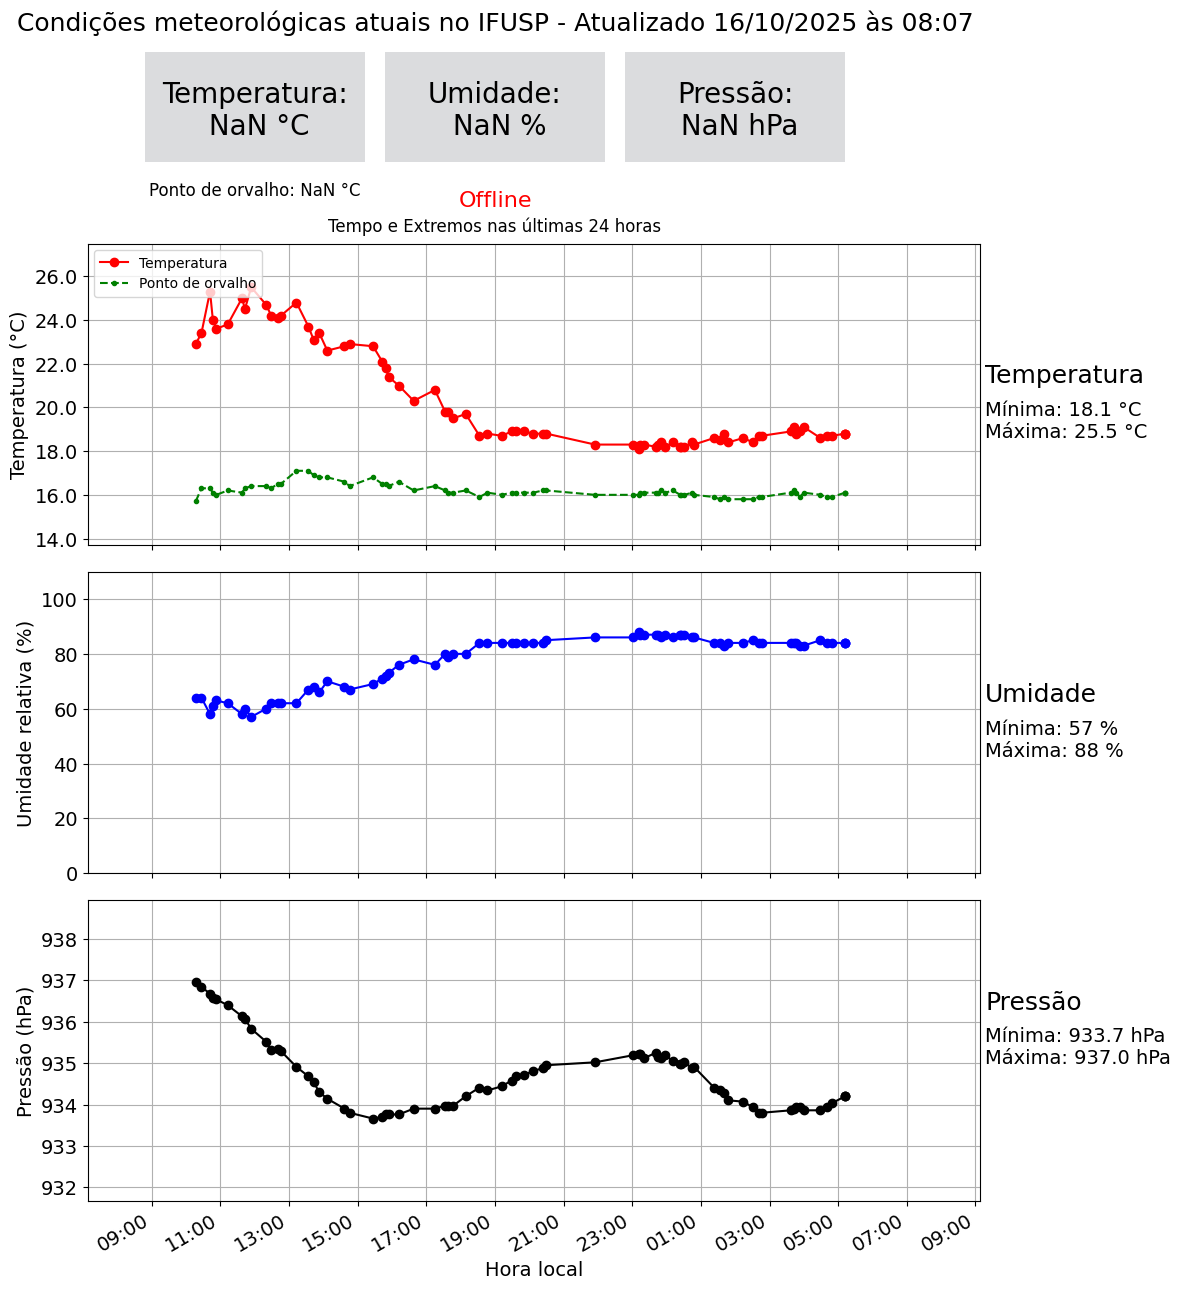 Condições meteorológicas atuais no IFUSP - Atualizado 16/10/2025 às 08:07
Temperatura:
NaN °C
Umidade:
NaN %
Pressão:
NaN hPa
Ponto de orvalho: NaN °C
Offline
Tempo e Extremos nas últimas 24 horas
Temperatura
Ponto de orvalho
Temperatura (°C)
26.0
24.0
22.0
20.0
18.0
16.0
14.0
Temperatura
Mínima: 18.1 °C
Máxima: 25.5 °C
Umidade relativa (%)
100
80
60
40
20
0
Umidade
Mínima: 57 %
Máxima: 88 %
Pressão (hPa)
938
937
936
935
934
933
932
Pressão
Mínima: 933.7 hPa
Máxima: 937.0 hPa
09:00
11:00
13:00
15:00
17:00
19:00
21:00
23:00
01:00
03:00
05:00
07:00
09:00
Hora local